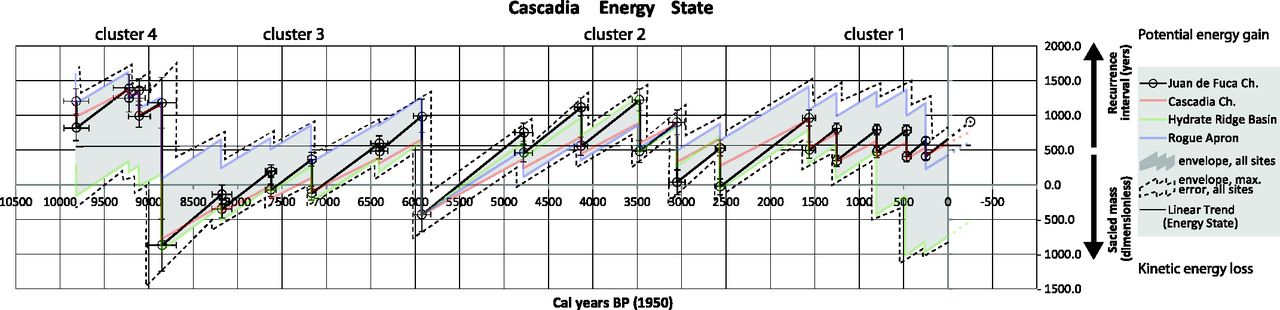 Cascadia Energy State
cluster 4
cluster 3
cluster 2
cluster 1
2000.0
1500.0
1000.0
500.0
0.0
500.0
1000.0
1500.0
10500
10000
9500
9000
8500
8000
7500
7000
6500
6000
5500
5000
4500
4000
3500
3000
2500
2000
1500
1000
500
0
-500
Cal years BP (1950)
Recurrence
interval (yers)
Sacled mass
(dimensionless)
Potential energy gain
Juan de Fuca Ch.
Cascadia Ch.
Hydrate Ridge Basin
Rogue Apron
envelope, all sites
envelope, max.
error, all sites
Linear Trend
(Energy State)
Kinetic energy loss